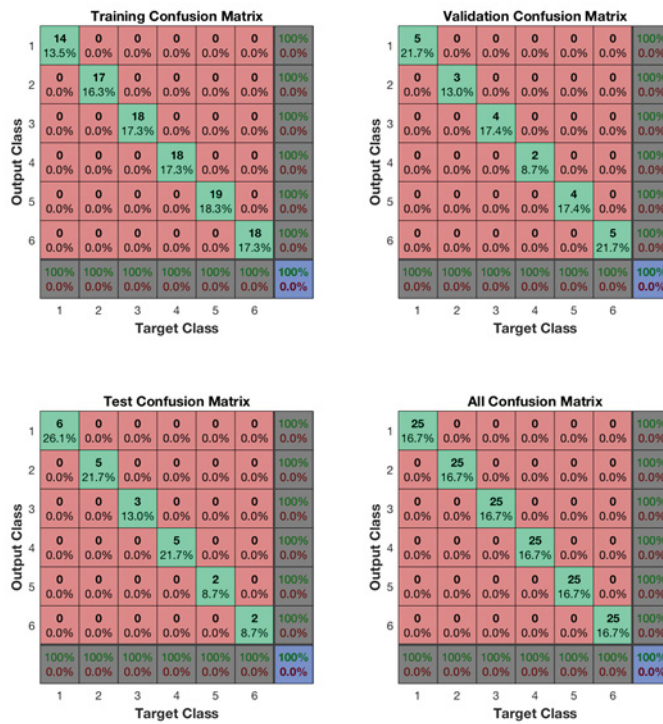 Training Confusion Matrix
Output Class
1 14 0 0 0 0 0 100%
13.5% 0.0% 0.0% 0.0% 0.0% 0.0% 0.0%
2 0 17 0 0 0 0 100%
0.0% 16.3% 0.0% 0.0% 0.0% 0.0% 0.0%
3 0 0 18 0 0 0 100%
0.0% 0.0% 17.3% 0.0% 0.0% 0.0% 0.0%
4 0 0 0 18 0 0 100%
0.0% 0.0% 0.0% 17.3% 0.0% 0.0% 0.0%
5 0 0 0 0 19 0 100%
0.0% 0.0% 0.0% 0.0% 18.3% 0.0% 0.0%
6 0 0 0 0 0 18 100%
0.0% 0.0% 0.0% 0.0% 0.0% 17.3% 0.0%
100% 100% 100% 100% 100% 100% 100%
0.0% 0.0% 0.0% 0.0% 0.0% 0.0% 0.0%
1 2 3 4 5 6
Target Class
Validation Confusion Matrix
Output Class
1 5 0 0 0 0 0 100%
21.7% 0.0% 0.0% 0.0% 0.0% 0.0% 0.0%
2 0 3 0 0 0 0 100%
0.0% 13.0% 0.0% 0.0% 0.0% 0.0% 0.0%
3 0 0 4 0 0 0 100%
0.0% 0.0% 17.4% 0.0% 0.0% 0.0% 0.0%
4 0 0 0 2 0 0 100%
0.0% 0.0% 0.0% 8.7% 0.0% 0.0% 0.0%
5 0 0 0 0 4 0 100%
0.0% 0.0% 0.0% 0.0% 17.4% 0.0% 0.0%
6 0 0 0 0 0 5 100%
0.0% 0.0% 0.0% 0.0% 0.0% 21.7% 0.0%
100% 100% 100% 100% 100% 100% 100%
0.0% 0.0% 0.0% 0.0% 0.0% 0.0% 0.0%
1 2 3 4 5 6
Target Class
Test Confusion Matrix
Output Class
1 6 0 0 0 0 0 100%
26.1% 0.0% 0.0% 0.0% 0.0% 0.0% 0.0%
2 0 5 0 0 0 0 100%
0.0% 21.7% 0.0% 0.0% 0.0% 0.0% 0.0%
3 0 0 3 0 0 0 100%
0.0% 0.0% 13.0% 0.0% 0.0% 0.0% 0.0%
4 0 0 0 5 0 0 100%
0.0% 0.0% 0.0% 21.7% 0.0% 0.0% 0.0%
5 0 0 0 0 2 0 100%
0.0% 0.0% 0.0% 0.0% 8.7% 0.0% 0.0%
6 0 0 0 0 0 2 100%
0.0% 0.0% 0.0% 0.0% 0.0% 8.7% 0.0%
100% 100% 100% 100% 100% 100% 100%
0.0% 0.0% 0.0% 0.0% 0.0% 0.0% 0.0%
1 2 3 4 5 6
Target Class
All Confusion Matrix
Output Class
1 25 0 0 0 0 0 100%
16.7% 0.0% 0.0% 0.0% 0.0% 0.0% 0.0%
2 0 25 0 0 0 0 100%
0.0% 16.7% 0.0% 0.0% 0.0% 0.0% 0.0%
3 0 0 25 0 0 0 100%
0.0% 0.0% 16.7% 0.0% 0.0% 0.0% 0.0%
4 0 0 0 25 0 0 100%
0.0% 0.0% 0.0% 16.7% 0.0% 0.0% 0.0%
5 0 0 0 0 25 0 100%
0.0% 0.0% 0.0% 0.0% 16.7% 0.0% 0.0%
6 0 0 0 0 0 25 100%
0.0% 0.0% 0.0% 0.0% 0.0% 16.7% 0.0%
100% 100% 100% 100% 100% 100% 100%
0.0% 0.0% 0.0% 0.0% 0.0% 0.0% 0.0%
1 2 3 4 5 6
Target Class